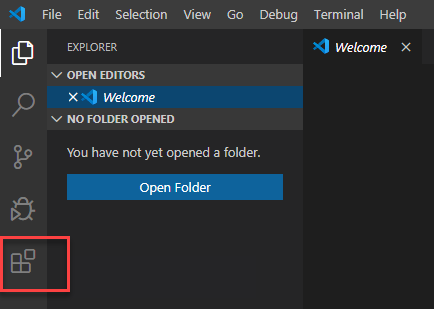 File Edit Selection View Go Debug Terminal Help
EXPLORER
Welcome
OPEN EDITORS
Welcome
NO FOLDER OPENED
You have not yet opened a folder.
Open Folder